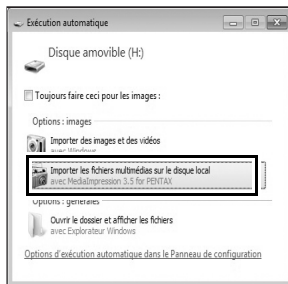 Exécution automatique
Disque amovible (H:)
Toujours faire ceci pour les images :
Options : images
Importer des images et des vidéos
avec Windows
Importer les fichiers multimédias sur le disque local
avec MediaImpression 3.5 for PENTAX
Options : générales
Ouvrir le dossier et afficher les fichiers
avec Explorateur Windows
Options d'exécution automatique dans le Panneau de configuration